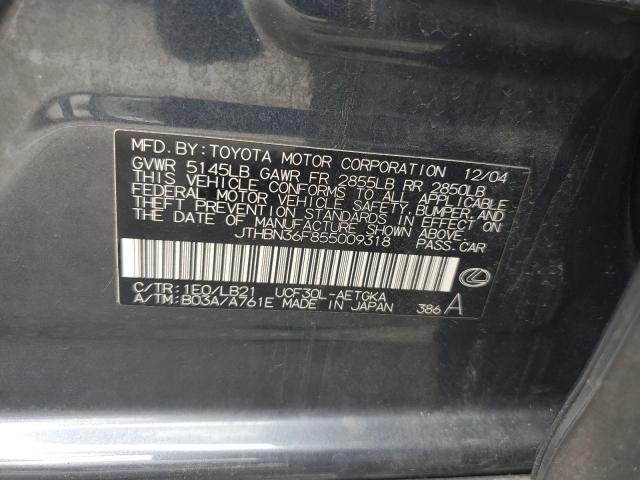 MFD. BY: TOYOTA MOTOR CORPORATION 12/04
GVWR 5145LB GAWR FR 2855LB RR 2850LB
THIS VEHICLE CONFORMS TO ALL APPLICABLE
FEDERAL MOTOR VEHICLE SAFETY, BUMPER, AND
THEFT PREVENTION STANDARDS IN EFFECT
ON THE DATE OF MANUFACTURE SHOWN ABOVE.
JTHBN36F855009318 PASS. CAR
C/TR: 1E0/LB21 UCF30L-AETGKA
A/TM: B03A/A761E MADE IN JAPAN 386 A